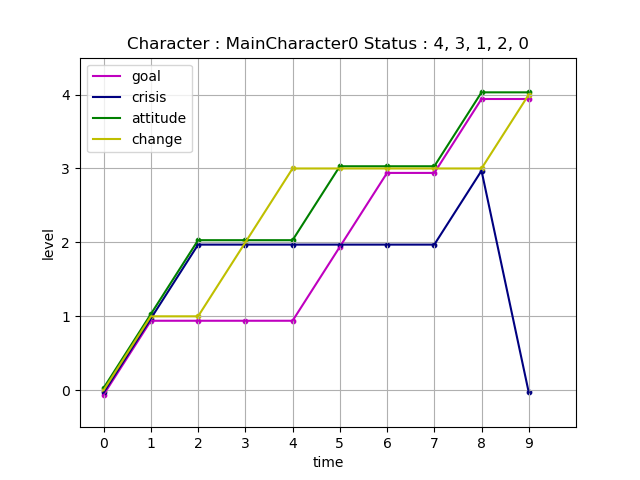 Character : MainCharacter0 Status : 4, 3, 1, 2, 0
goal
crisis
attitude
change
level
4
3
2
1
0
0 1 2 3 4 5 6 7 8 9
time